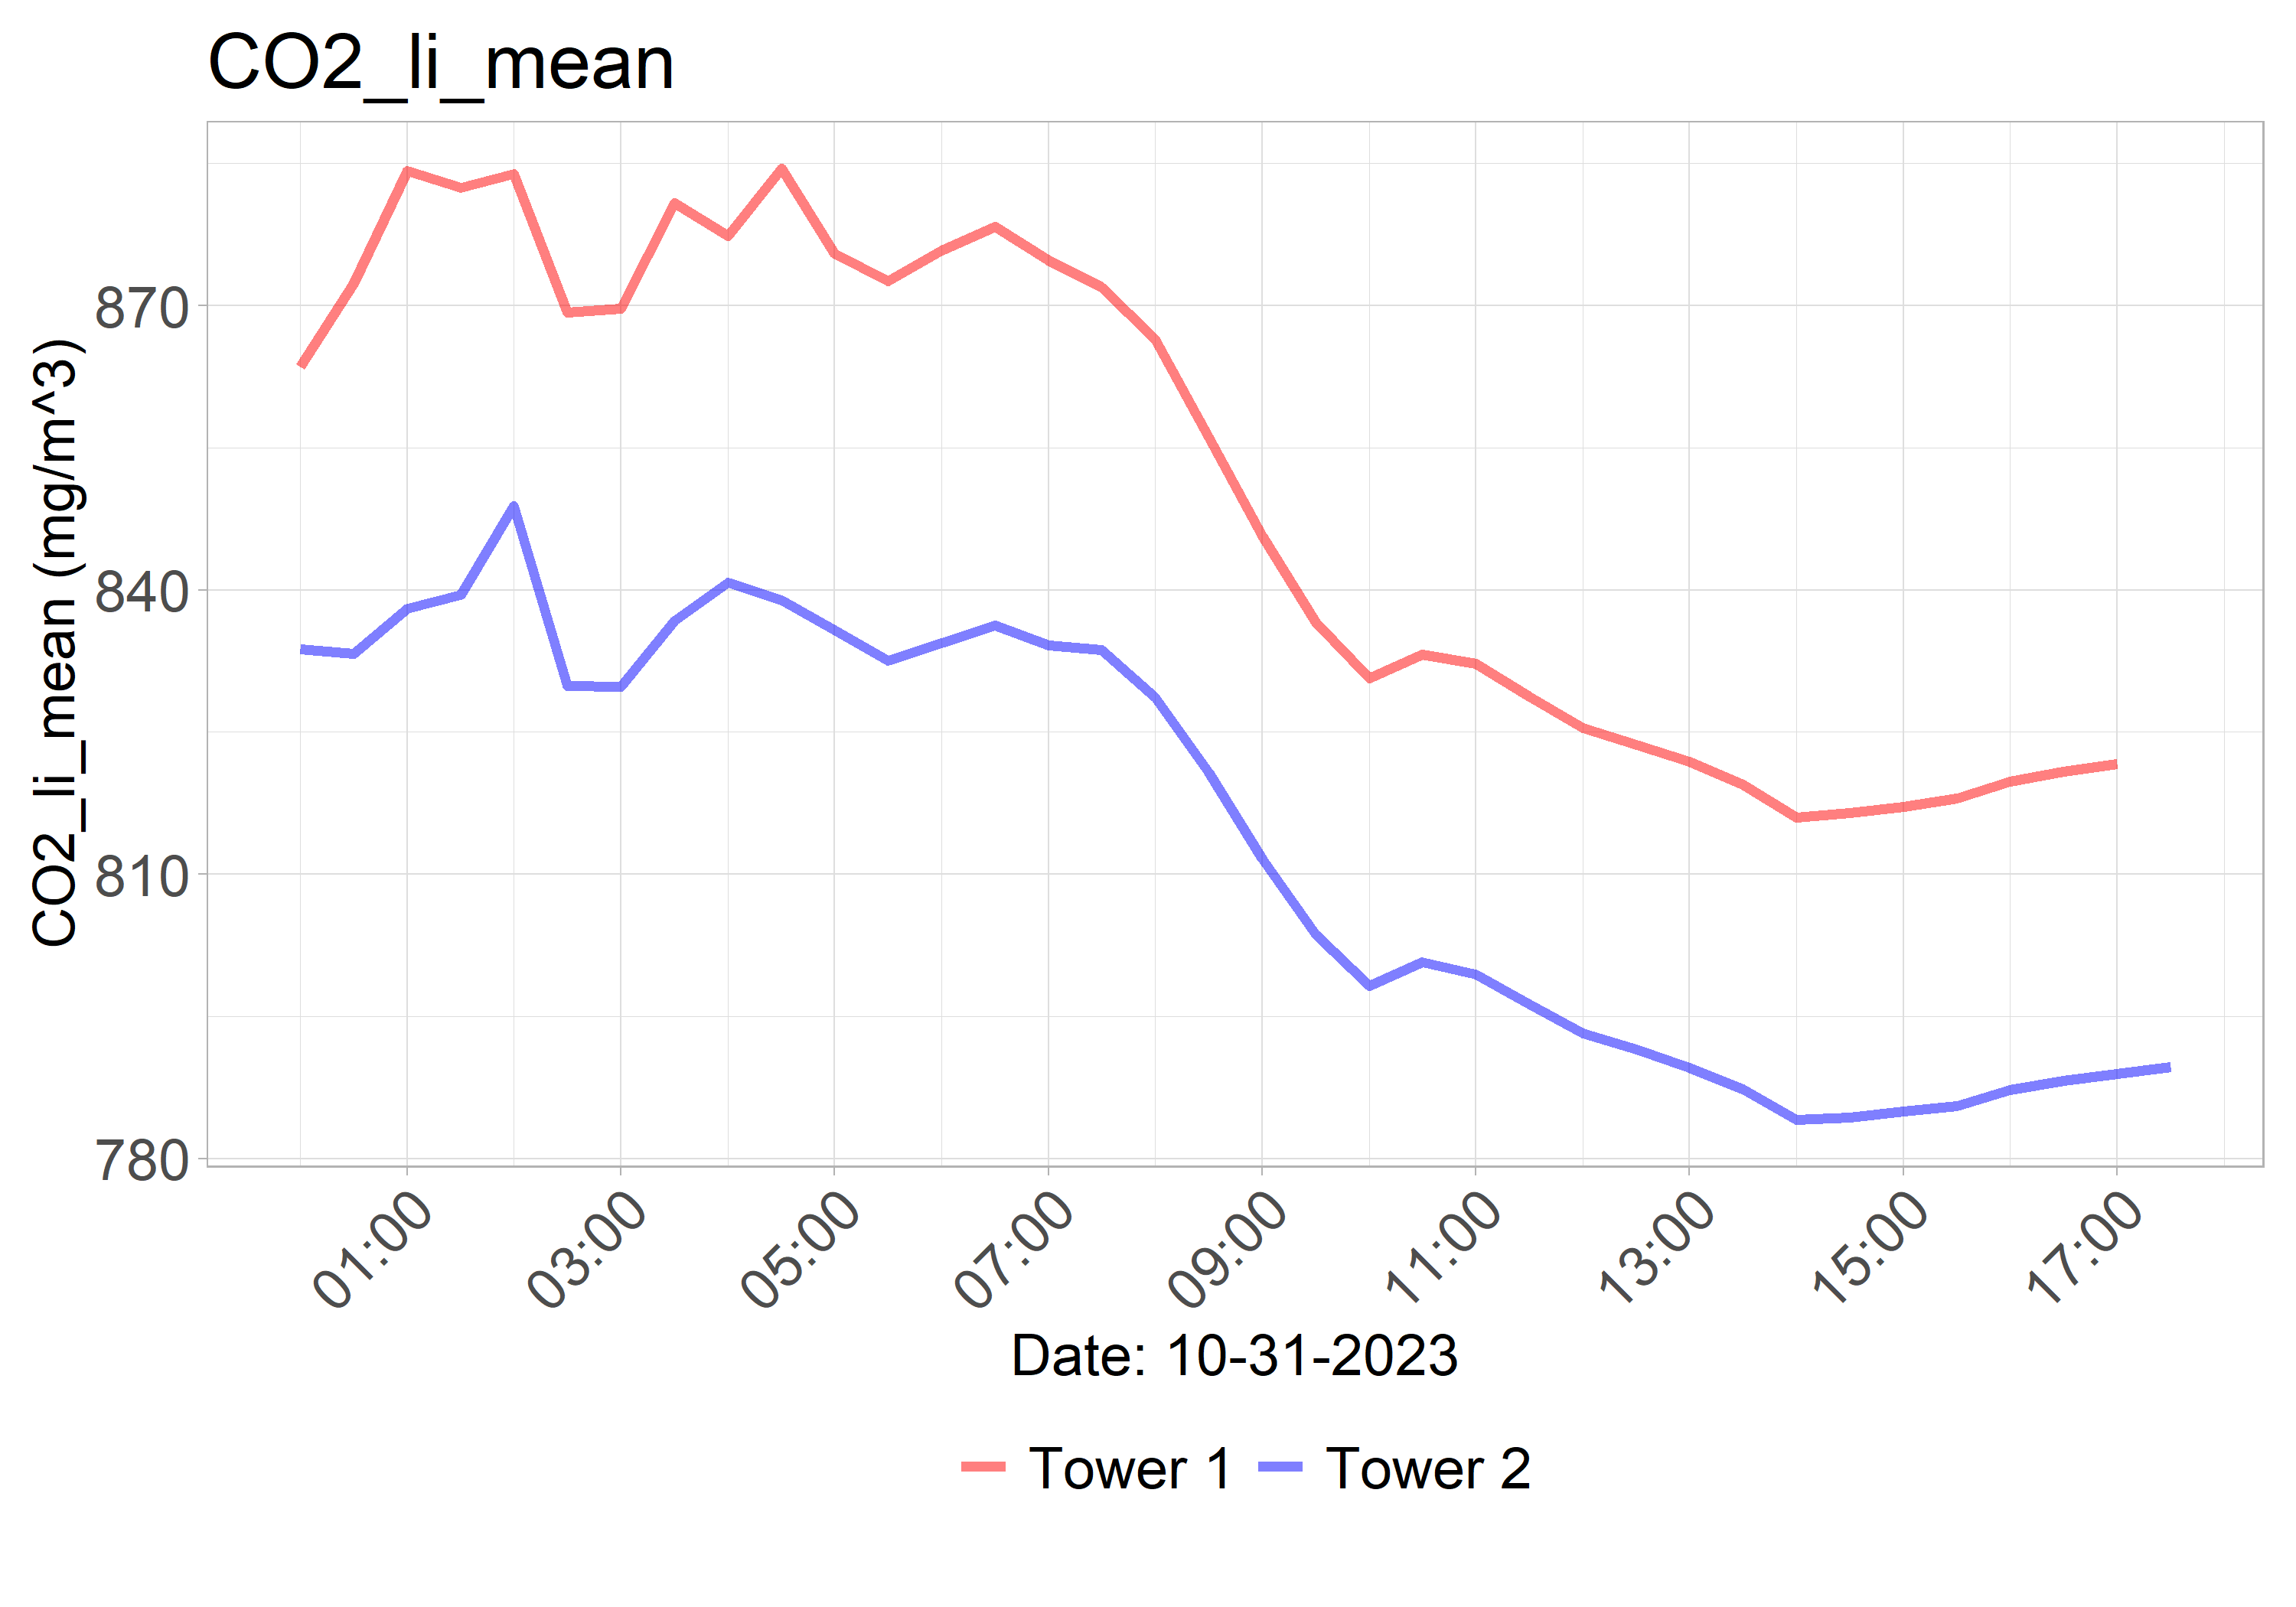 CO2_li_mean
CO2_li_mean (mg/m^3)
870
840
810
780
01:00
03:00
05:00
07:00
09:00
11:00
13:00
15:00
17:00
Date: 10-31-2023
Tower 1
Tower 2